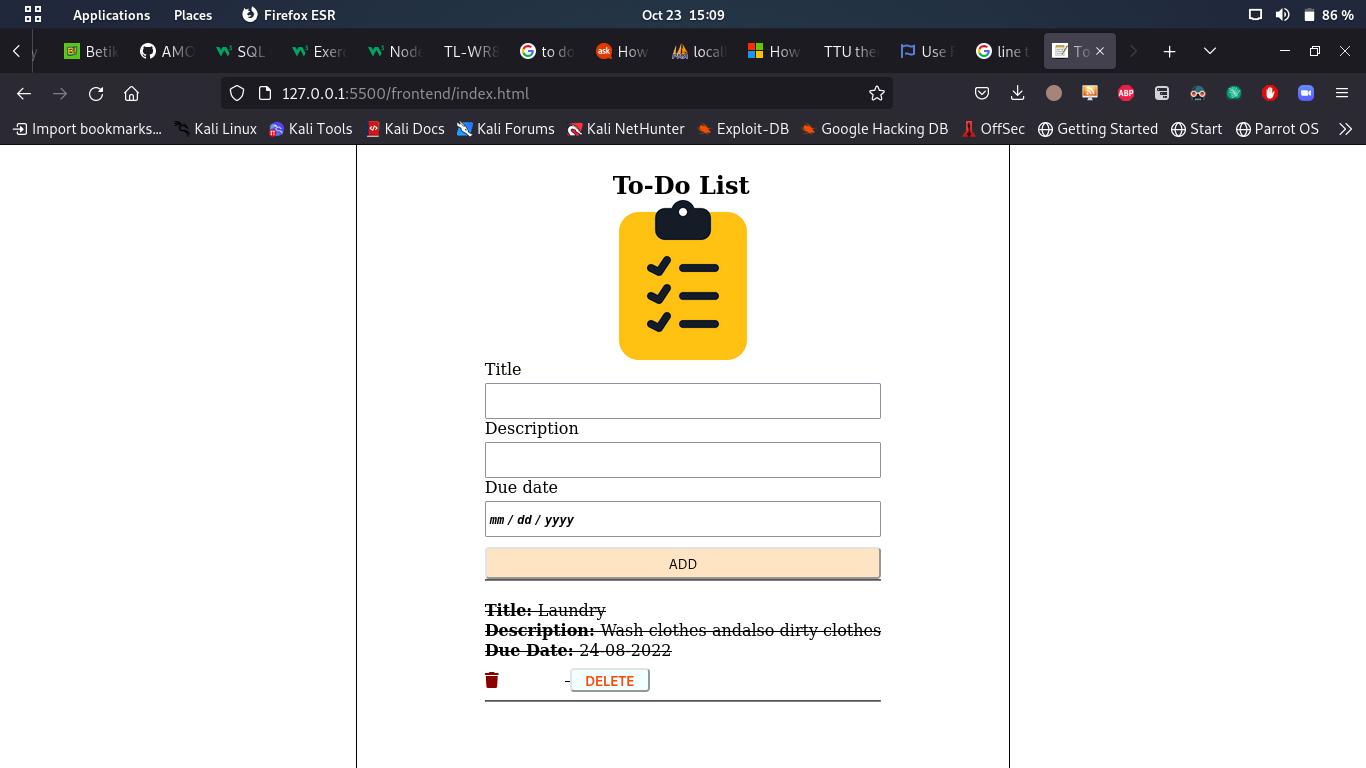 Applications Places Firefox ESR Oct 23 15:09 86 %
Betik AMO SQL Exerc Node TL-WR8 to do ask How locall How TTU the Use line t To
127.0.0.1:5500/frontend/index.html ABP
Import bookmarks... Kali Linux Kali Tools Kali Docs Kali Forums Kali NetHunter Exploit-DB Google Hacking DB OffSec Getting Started Start Parrot OS
To-Do List
Title
Description
Due date
mm / dd / yyyy
ADD
Title: Laundry
Description: Wash clothes andalso dirty clothes
Due Date: 24-08-2022
DELETE